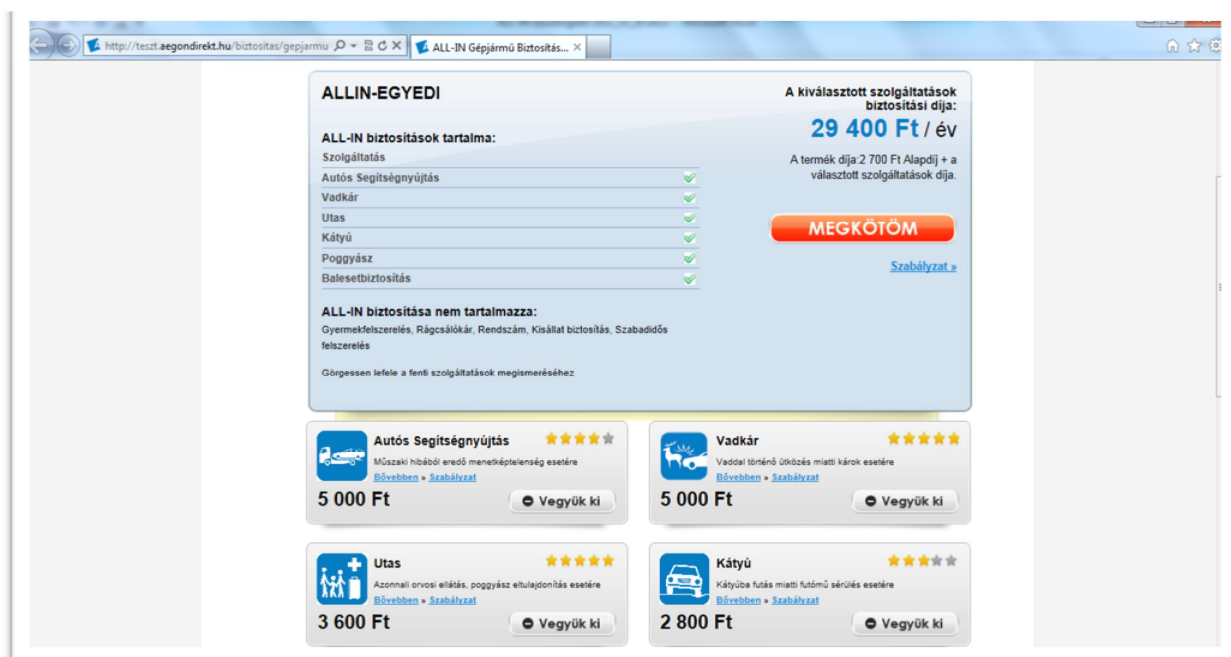 http://teszt.aegondirekt.hu/biztositas/gepjarmu
ALL-IN Gépjármű Biztosítás...
ALLIN-EGYEDI
A kiválasztott szolgáltatások
biztosítási díja:
29 400 Ft / év
A termék díja:2 700 Ft Alapdíj + a
választott szolgáltatások díja.
MEGKÖTÖM
Szabályzat »
ALL-IN biztosítások tartalma:
Szolgáltatás
Autós Segítségnyújtás
Vadkár
Utas
Kátyú
Poggyász
Balesetbiztosítás
ALL-IN biztosítása nem tartalmazza:
Gyermekfelszerelés, Rágcsálókár, Rendszám, Kisállat biztosítás, Szabadidős
felszerelés
Görgessen lefele a fenti szolgáltatások megismeréséhez
Autós Segítségnyújtás
Műszaki hibából eredő menetképtelenség esetére
Bővebben » Szabályzat
5 000 Ft
Vegyük ki
Vadkár
Vaddal történő ütközés miatti károk esetére
Bővebben » Szabályzat
5 000 Ft
Vegyük ki
Utas
Azonnali orvosi ellátás, poggyász eltulajdonítás esetére
Bővebben » Szabályzat
3 600 Ft
Vegyük ki
Kátyú
Kátyúba futás miatti futómű sérülés esetére
Bővebben » Szabályzat
2 800 Ft
Vegyük ki